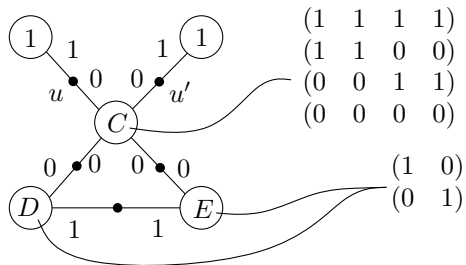 1 1
1 1
(1 1 1 1)
(1 1 0 0)
(0 0 1 1)
(0 0 0 0)
u 0 0 u′
C
0 0 0 0
(1 0)
(0 1)
D E
1 1